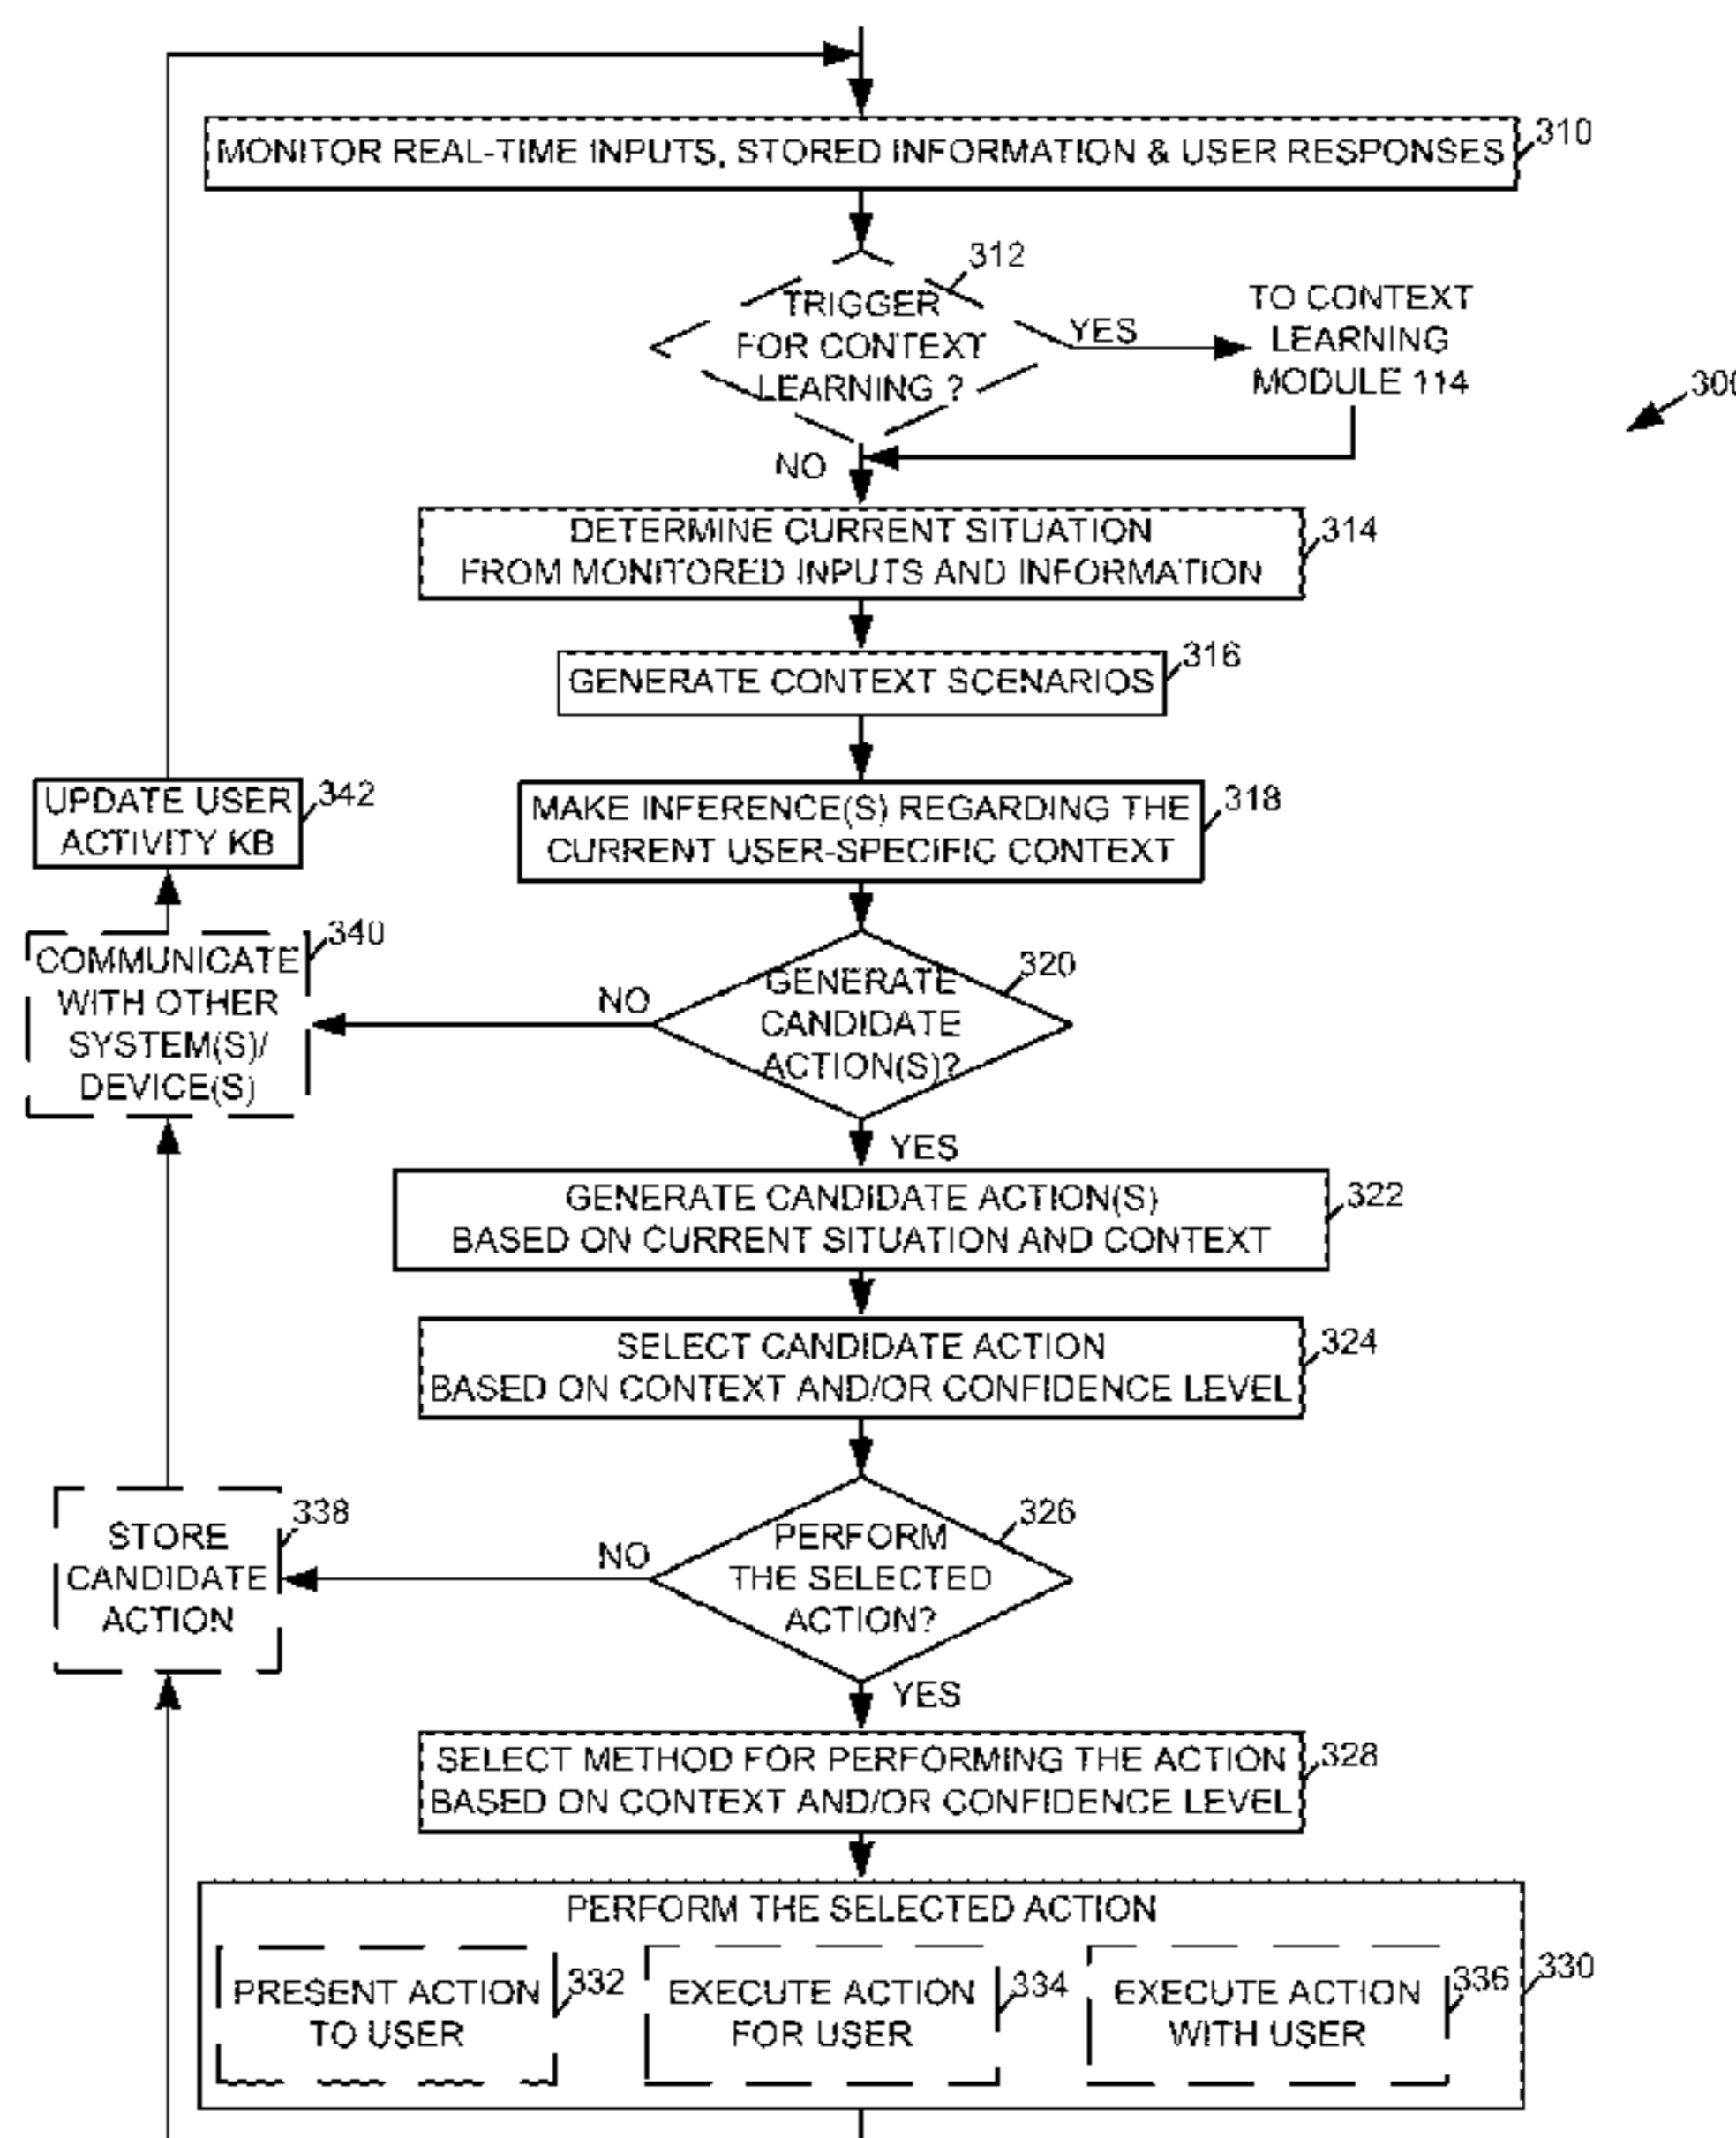 MONITOR REAL-TIME INPUTS, STORED INFORMATION & USER RESPONSES
310
312
TRIGGER
FOR CONTEXT
LEARNING ?
YES
TO CONTEXT
LEARNING
MODULE 114
300
NO
DETERMINE CURRENT SITUATION
FROM MONITORED INPUTS AND INFORMATION
314
GENERATE CONTEXT SCENARIOS
316
UPDATE USER
ACTIVITY KB
342
MAKE INFERENCE(S) REGARDING THE
CURRENT USER-SPECIFIC CONTEXT
318
COMMUNICATE
WITH OTHER
SYSTEM(S)/
DEVICE(S)
340
NO
GENERATE
CANDIDATE
ACTION(S)?
320
YES
GENERATE CANDIDATE ACTION(S)
BASED ON CURRENT SITUATION AND CONTEXT
322
SELECT CANDIDATE ACTION
BASED ON CONTEXT AND/OR CONFIDENCE LEVEL
324
STORE
CANDIDATE
ACTION
338
NO
PERFORM
THE SELECTED
ACTION?
326
YES
SELECT METHOD FOR PERFORMING THE ACTION
BASED ON CONTEXT AND/OR CONFIDENCE LEVEL
328
PERFORM THE SELECTED ACTION
PRESENT ACTION
TO USER
332
EXECUTE ACTION
FOR USER
334
EXECUTE ACTION
WITH USER
336
330